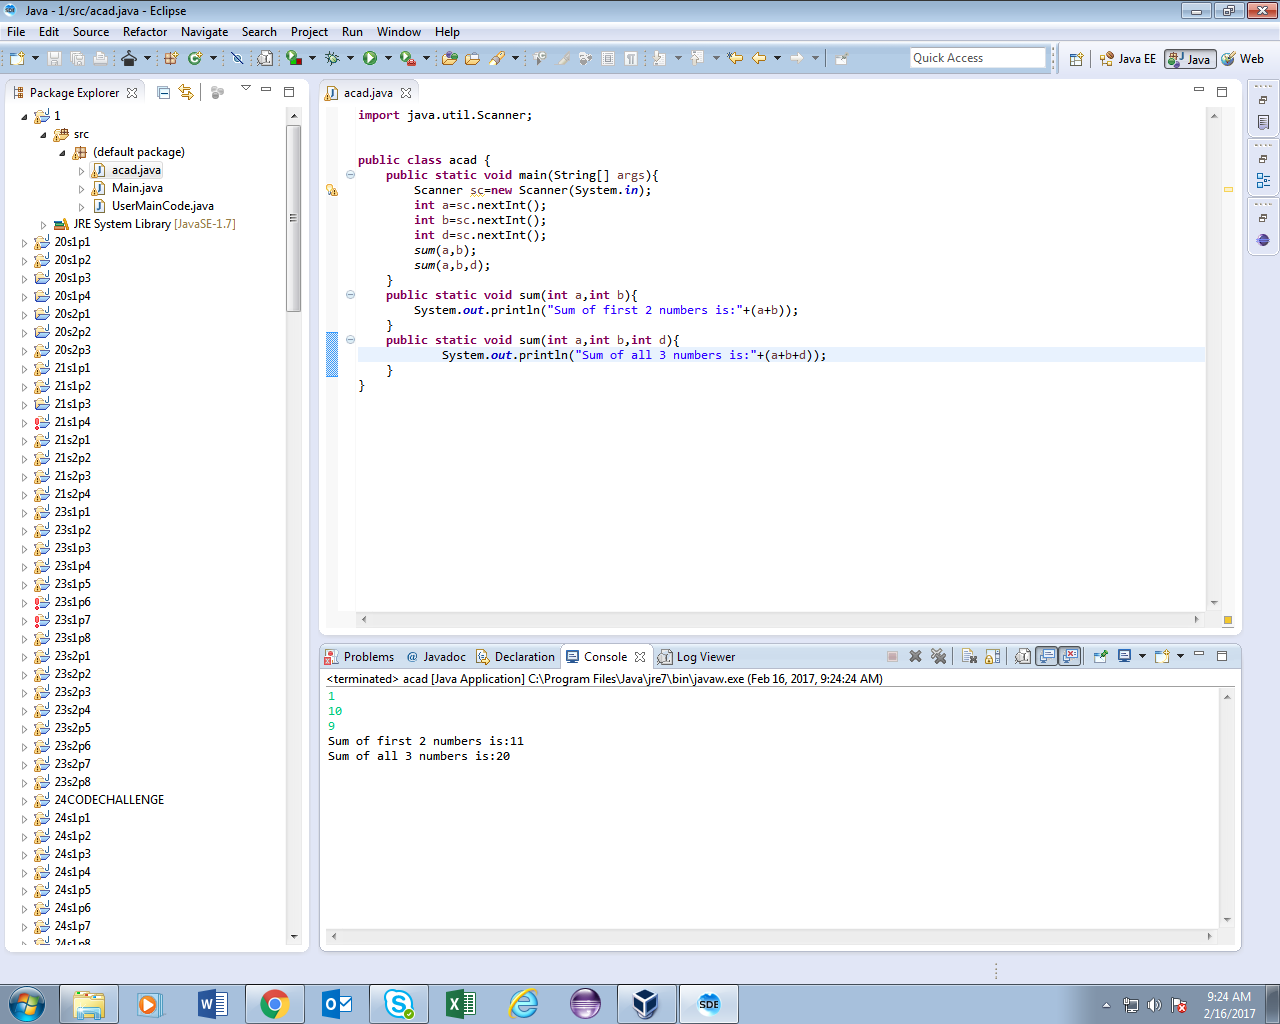 Java - 1/src/acad.java - Eclipse
File Edit Source Refactor Navigate Search Project Run Window Help
Quick Access
Java EE Java Web
Package Explorer
1
src
(default package)
acad.java
Main.java
UserMainCode.java
JRE System Library [JavaSE-1.7]
20s1p1
20s1p2
20s1p3
20s1p4
20s2p1
20s2p2
20s2p3
21s1p1
21s1p2
21s1p3
21s1p4
21s2p1
21s2p2
21s2p3
21s2p4
23s1p1
23s1p2
23s1p3
23s1p4
23s1p5
23s1p6
23s1p7
23s1p8
23s2p1
23s2p2
23s2p3
23s2p4
23s2p5
23s2p6
23s2p7
23s2p8
24CODECHALLENGE
24s1p1
24s1p2
24s1p3
24s1p4
24s1p5
24s1p6
24s1p7
24s1p8
acad.java
import java.util.Scanner;
public class acad {
public static void main(String[] args){
Scanner sc=new Scanner(System.in);
int a=sc.nextInt();
int b=sc.nextInt();
int d=sc.nextInt();
sum(a,b);
sum(a,b,d);
}
public static void sum(int a,int b){
System.out.println("Sum of first 2 numbers is:"+(a+b));
}
public static void sum(int a,int b,int d){
System.out.println("Sum of all 3 numbers is:"+(a+b+d));
}
}
Problems @ Javadoc Declaration Console Log Viewer
<terminated> acad [Java Application] C:\Program Files\Java\jre7\bin\javaw.exe (Feb 16, 2017, 9:24:24 AM)
1
10
9
Sum of first 2 numbers is:11
Sum of all 3 numbers is:20
SDE
9:24 AM
2/16/2017